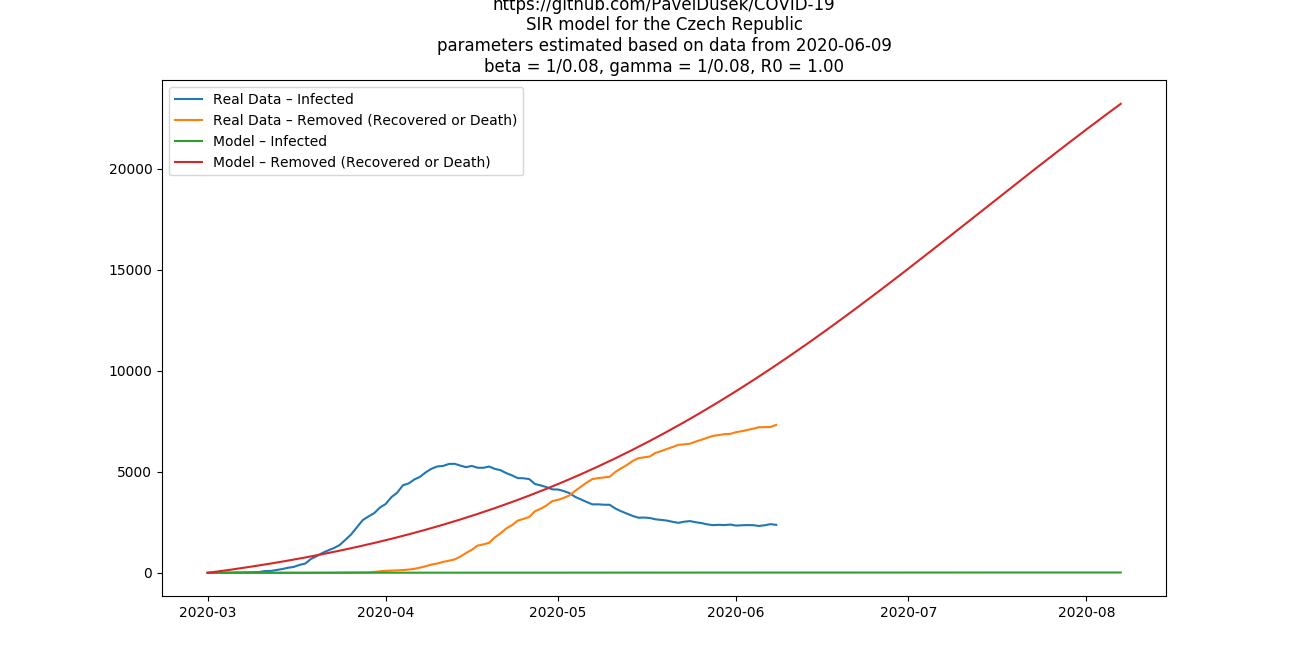 https://github.com/PavelDusek/COVID-19
SIR model for the Czech Republic
parameters estimated based on data from 2020-06-09
beta = 1/0.08, gamma = 1/0.08, R0 = 1.00
Real Data – Infected
Real Data – Removed (Recovered or Death)
Model – Infected
Model – Removed (Recovered or Death)
20000
15000
10000
5000
0
2020-03 2020-04 2020-05 2020-06 2020-07 2020-08